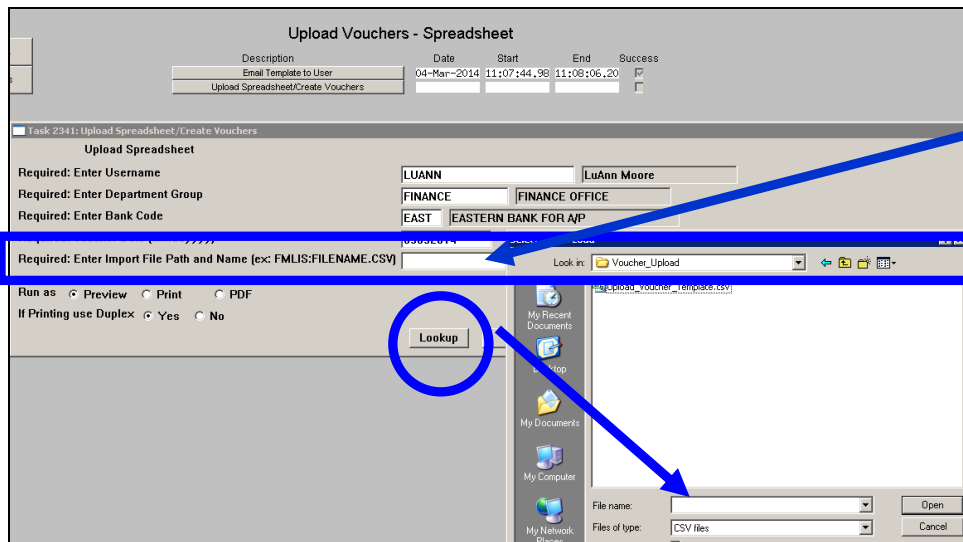 Upload Vouchers - Spreadsheet
Description Date Start End Success
Email Template to User 04-Mar-2014 11:07:44.98 11:08:06.20
Upload Spreadsheet/Create Vouchers
Task 2341: Upload Spreadsheet/Create Vouchers
Upload Spreadsheet
Required: Enter Username LUANN LuAnn Moore
Required: Enter Department Group FINANCE FINANCE OFFICE
Required: Enter Bank Code EAST EASTERN BANK FOR A/P
Required: Enter Import File Path and Name (ex: FMLIS:FILENAME.CSV)
Look in: Voucher_Upload
Upload_Voucher_Template.csv
Run as Preview Print PDF
If Printing use Duplex Yes No
Lookup
My Recent
Documents
Desktop
My Documents
My Computer
My Network
Places
File name: Open
Files of type: CSV files Cancel